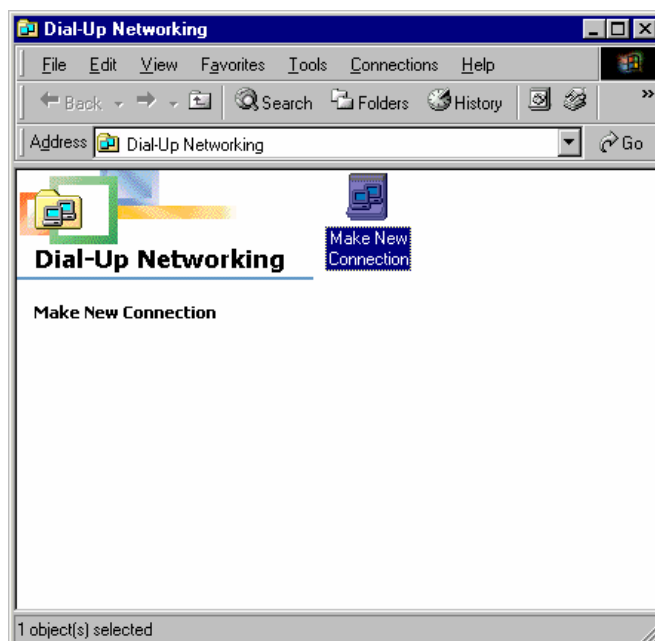 Dial-Up Networking
File Edit View Favorites Tools Connections Help
Back Search Folders History »
Address Dial-Up Networking Go
Make New
Connection
Dial-Up Networking
Make New Connection
1 object(s) selected